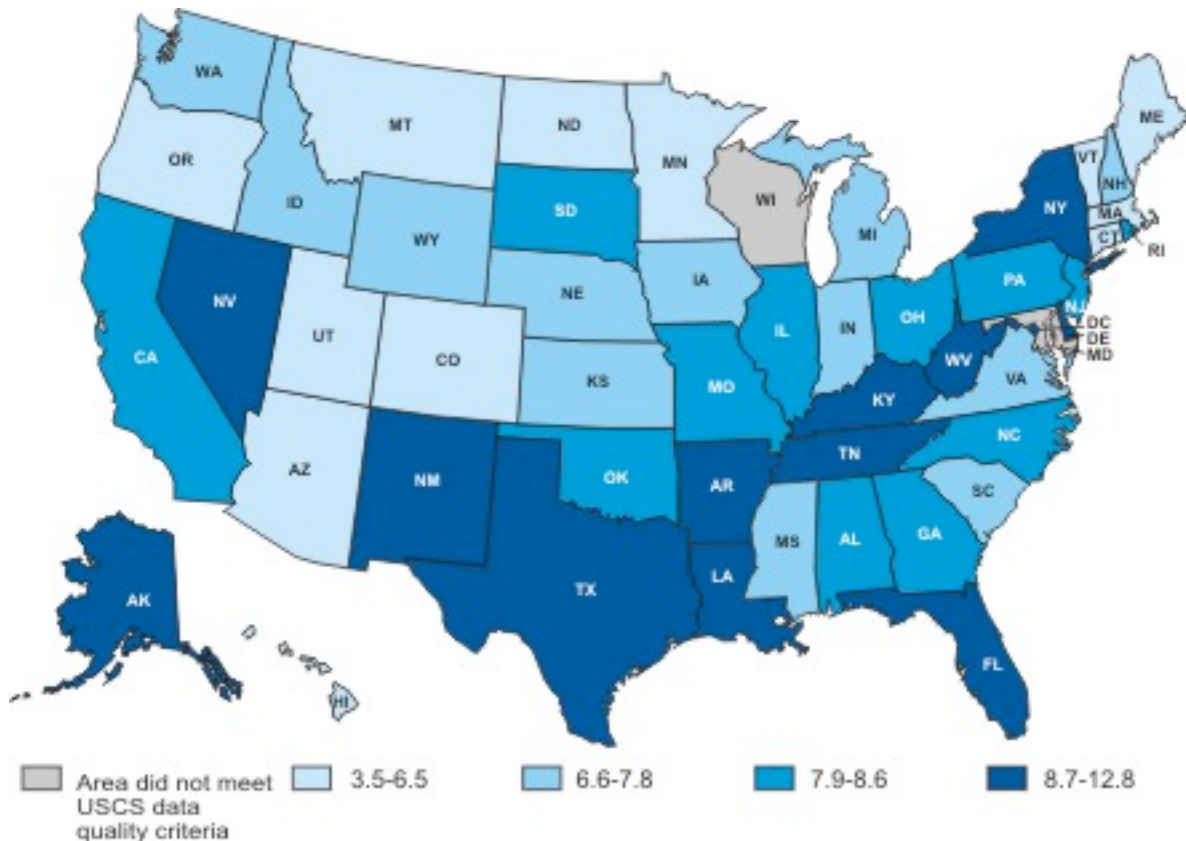 WA
MT
ND
MN
ME
OR
ID
SD
WI
VT
NH
NY
MA
CT
RI
WY
MI
NE
IA
PA
NJ
NV
UT
CO
IL
IN
OH
DC
DE
MD
CA
KS
MO
WV
VA
KY
AZ
NM
OK
AR
TN
NC
SC
MS
AL
GA
TX
LA
AK
FL
HI
Area did not meet
USCS data
quality criteria
3.5-6.5
6.6-7.8
7.9-8.6
8.7-12.8